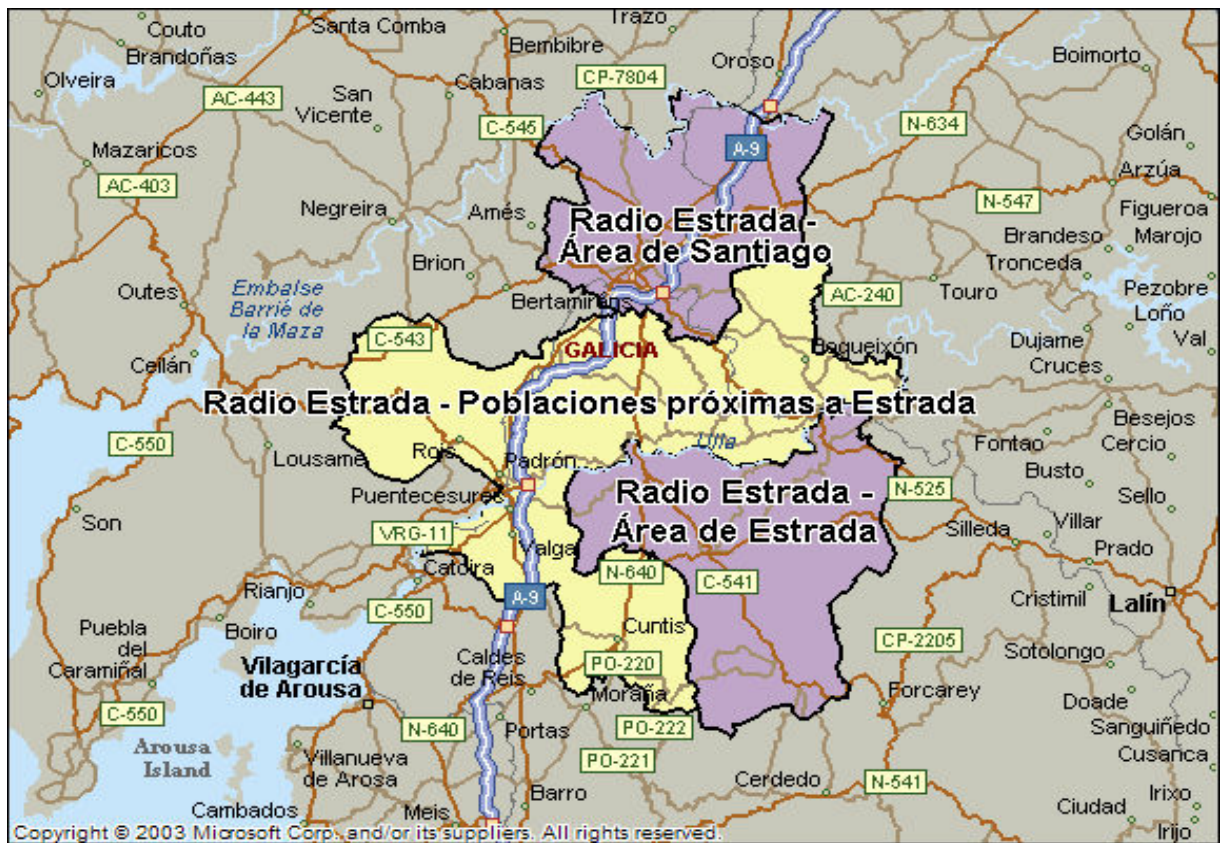 Trazo
Couto
Santa Comba
Bembibre
Brandoñas
Oroso
Boimorto
Olveira
CP-7804
Cabanas
AC-443
San
Vicente
C-545
N-634
Golán
A-9
Mazaricos
Arzúa
AC-403
Negreira
Amés
N-547
Figueroa
Radio Estrada -
Área de Santiago
Brandeso
Marojo
Brion
Tronceda
Outes
Embalse
Barrié de
la Maza
Bertamiráns
AC-240
Touro
Pezobre
Loño
C-543
GALICIA
Dujame
Val
Ceilán
Cruces
Radio Estrada - Poblaciones próximas a Estrada
Besejos
C-550
Lousame
Rois
Ulla
Fontao
Cercio
Padrón
Busto
Puentecesures
Radio Estrada -
Área de Estrada
N-525
Sello
Son
Villar
VRG-11
Valga
Silleda
Prado
Catoira
N-640
C-541
Rianjo
A-9
Cristimil
Lalín
C-550
Puebla
del
Caramiñal
Boiro
Cuntis
CP-2205
Vilagarcía
de Arousa
Caldes
de Reis
PO-220
Sotolongo
Moraña
Forcarey
Doade
C-550
N-640
Portas
PO-222
Sanguiñedo
Arousa
Island
Villanueva
de Arosa
PO-221
Cusanca
Cerdedo
N-541
Cambados
Meis
Barro
Ciudad
Irixo
Irijo
Copyright © 2003 Microsoft Corp. and/or its suppliers. All rights reserved.